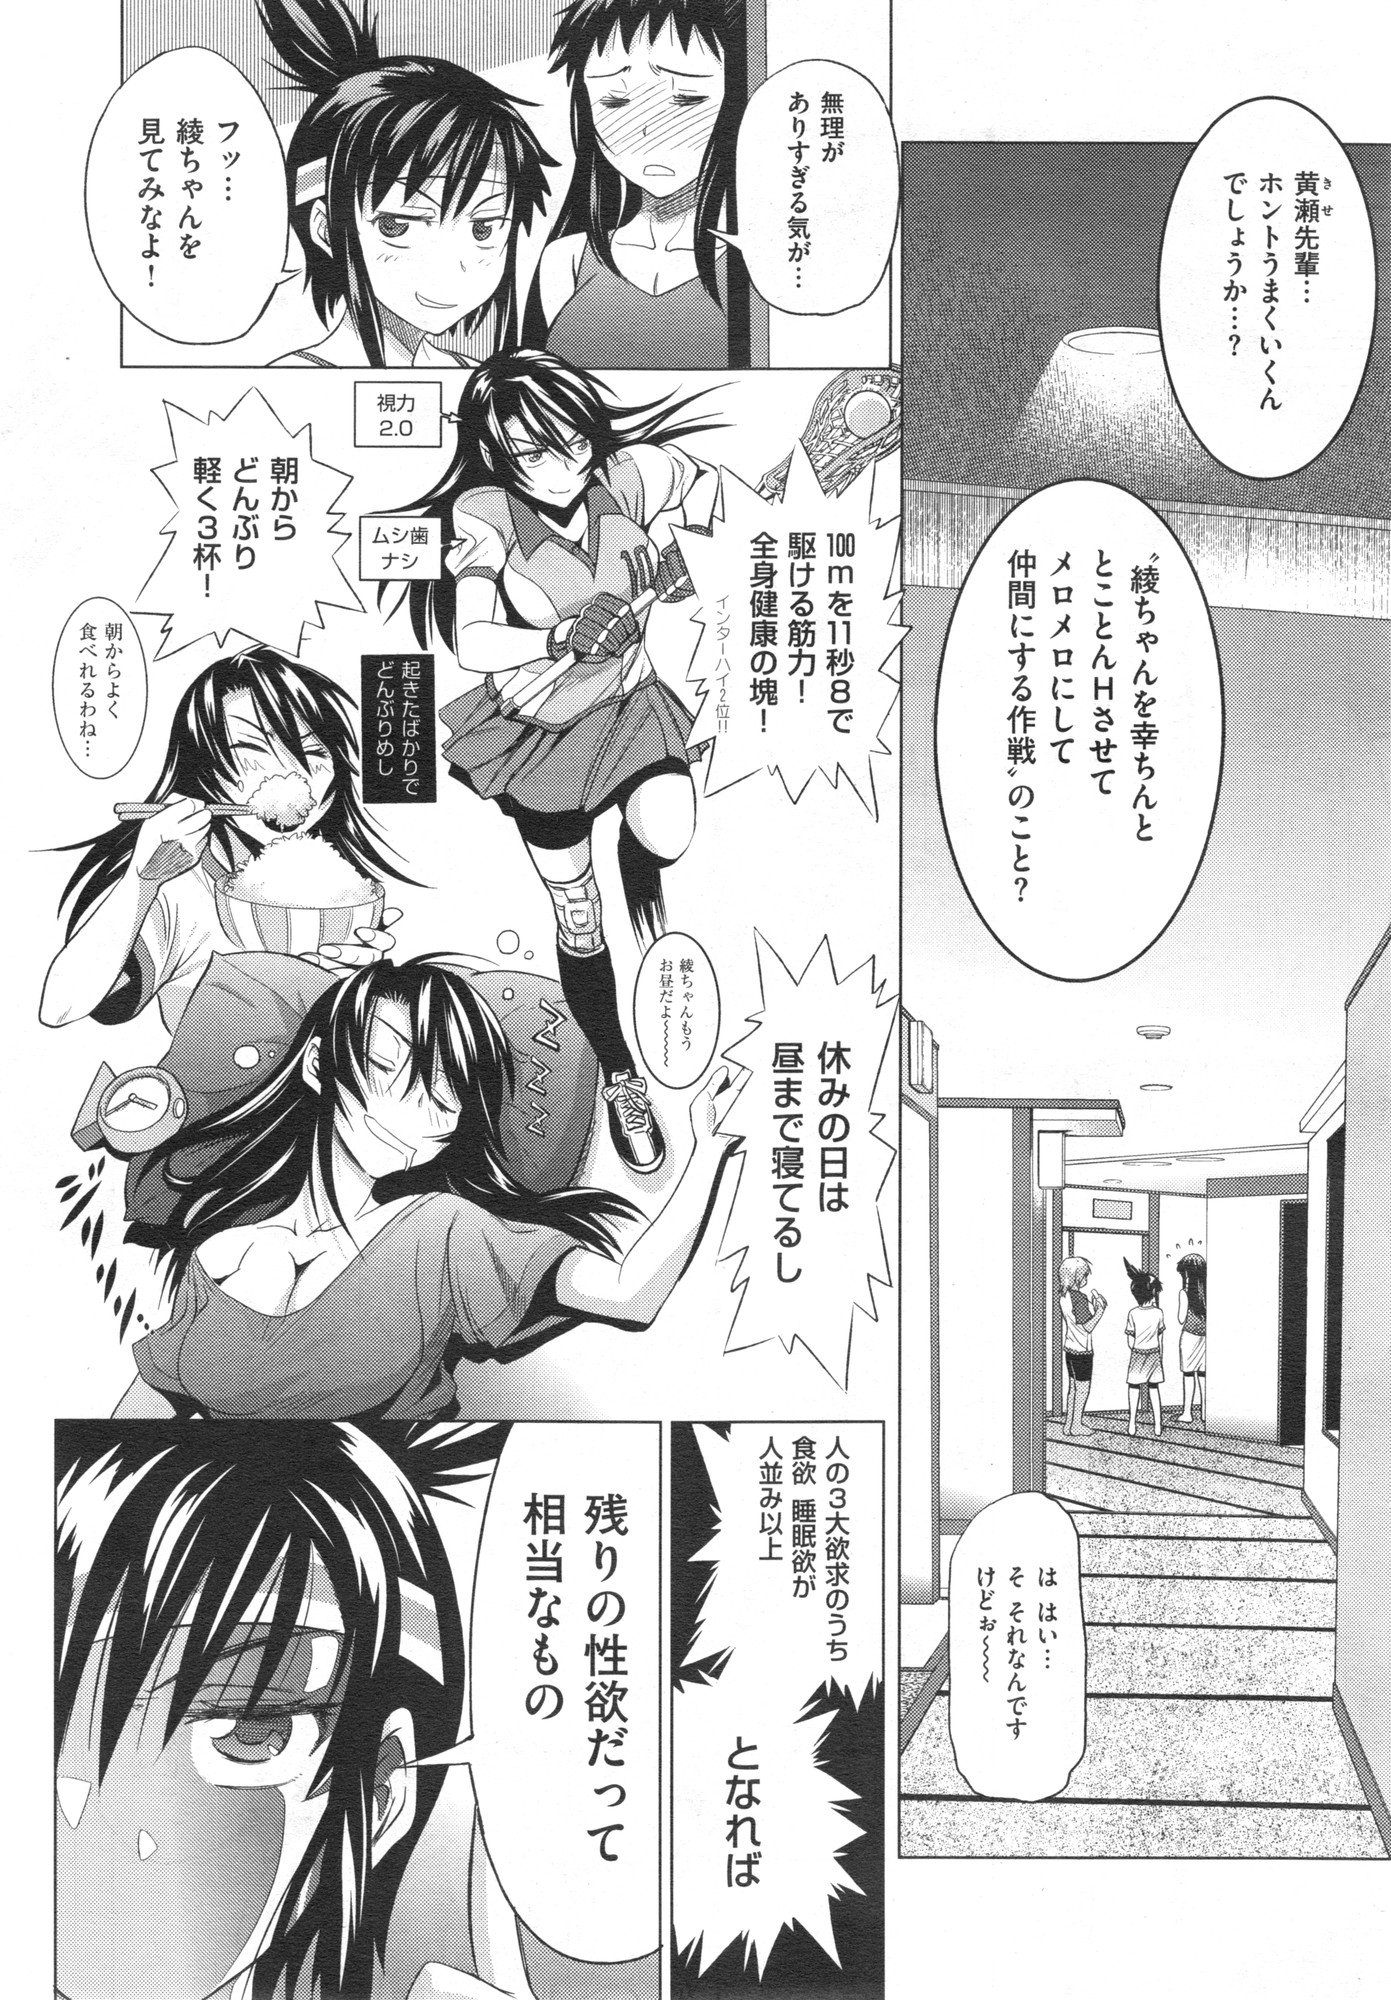 黄瀬先輩…
きせ
ホントうまくいくん
でしょうか…?
〝綾ちゃんを幸ちんと
とことんHさせて
メロメロにして
仲間にする作戦〟のこと?
は はい…
そ それなんです
けどぉ〜〜
無理が
ありすぎる気が…
フッ…
綾ちゃんを
見てみなよ!
100mを11秒8で
駆ける筋力!
全身健康の塊!
インターハイ2位!!
視力
2.0
ムシ歯
ナシ
10
朝から
どんぶり
軽く3杯!
起きたばかりで
どんぶりめし
朝からよく
食べれるわね…
休みの日は
昼まで寝てるし
綾ちゃんもう
お昼だよ〜〜〜〜
Z Z Z Z
人の3大欲求のうち
食欲 睡眠欲が
人並み以上
となれば
残りの性欲だって
相当なもの